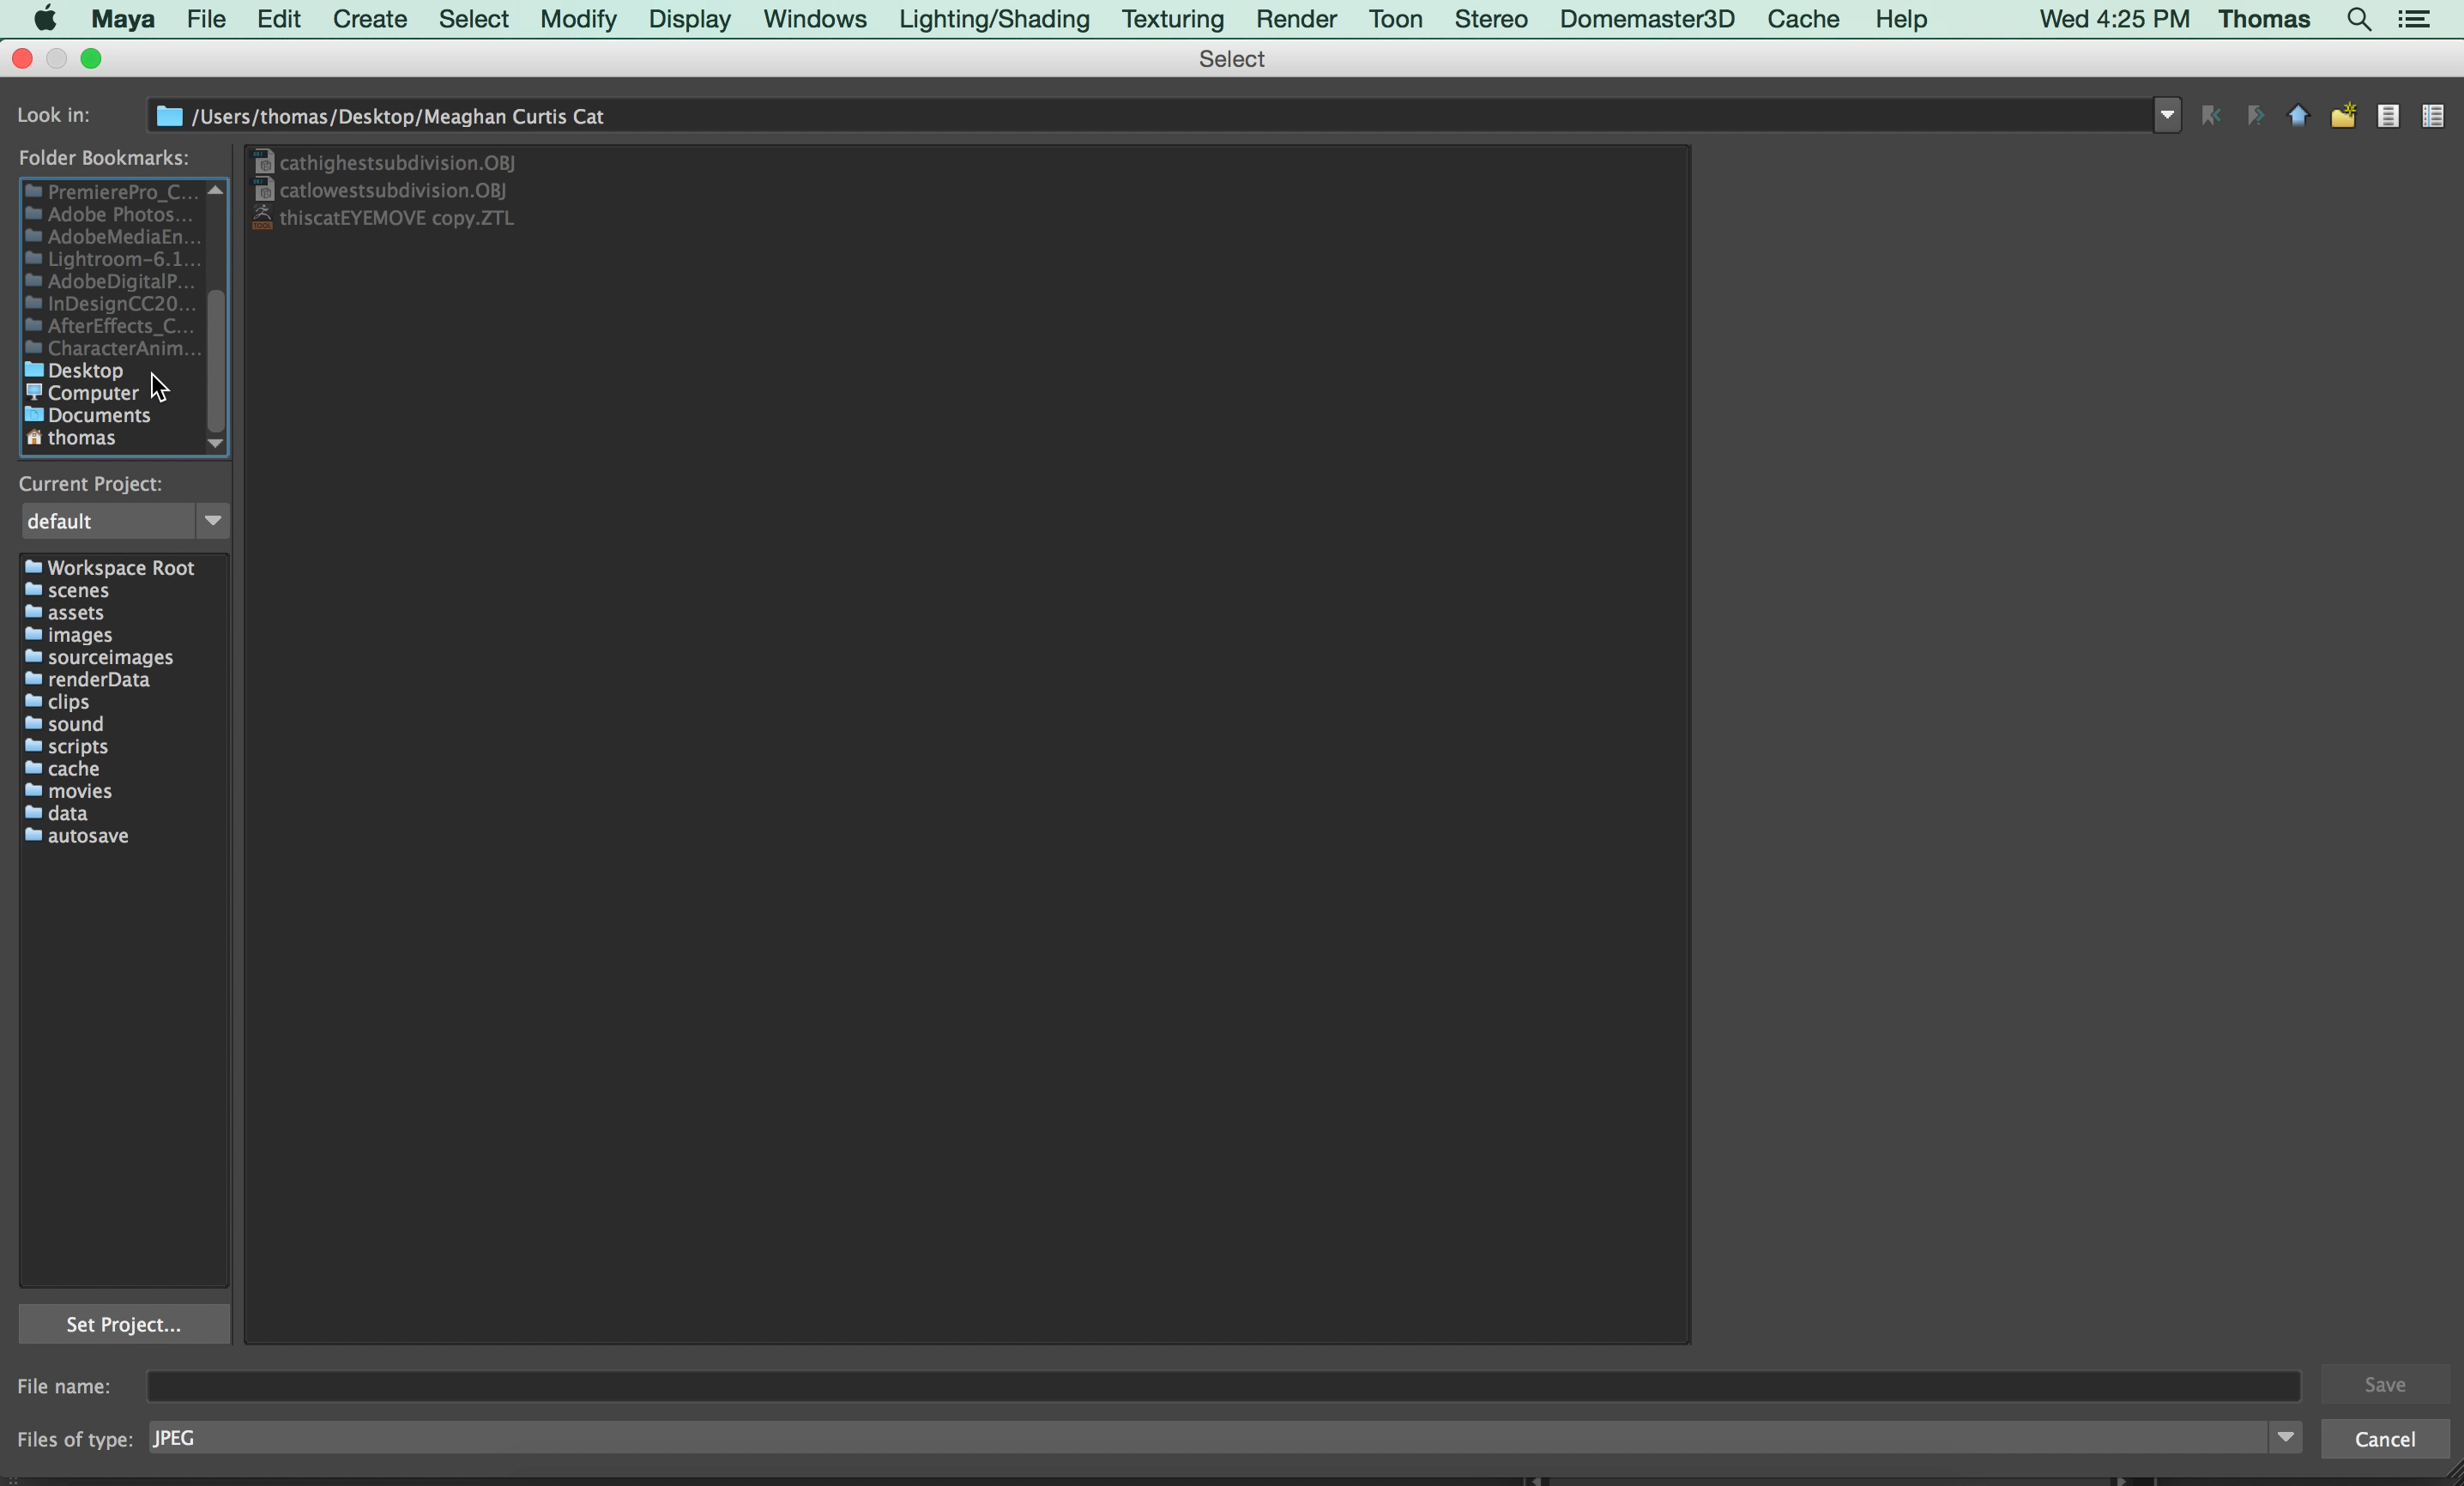 Maya File Edit Create Select Modify Display Windows Lighting/Shading Texturing Render Toon Stereo Domemaster3D Cache Help Wed 4:25 PM Thomas
Select
Look in: /Users/thomas/Desktop/Meaghan Curtis Cat
Folder Bookmarks:
PremierePro_C...
Adobe Photos...
AdobeMediaEn...
Lightroom-6.1...
AdobeDigitalP...
InDesignCC20...
AfterEffects_C...
CharacterAnim...
Desktop
Computer
Documents
thomas
cathighestsubdivision.OBJ
catlowestsubdivision.OBJ
thiscatEYEMOVE copy.ZTL
Current Project:
default
Workspace Root
scenes
assets
images
sourceimages
renderData
clips
sound
scripts
cache
movies
data
autosave
Set Project...
File name:
Save
Files of type: JPEG
Cancel